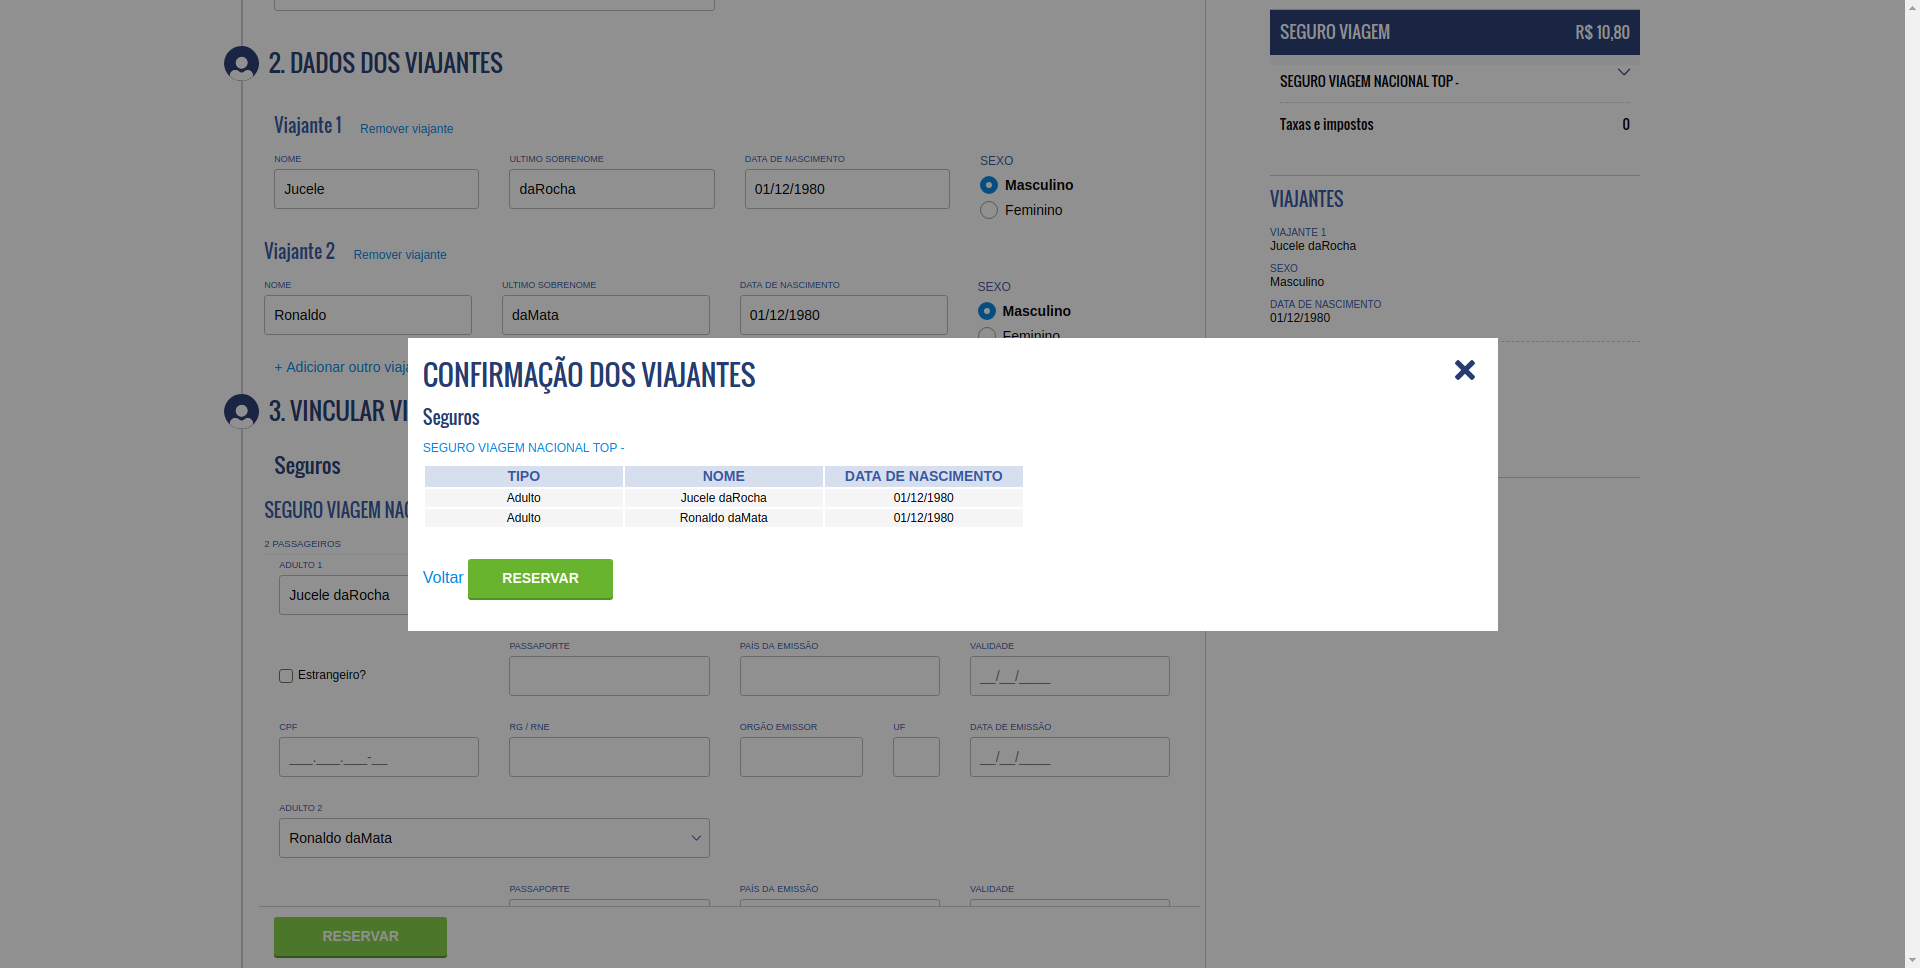 2. DADOS DOS VIAJANTES
Viajante 1 Remover viajante
NOME ULTIMO SOBRENOME DATA DE NASCIMENTO SEXO
Jucele daRocha 01/12/1980 Masculino
Feminino
Viajante 2 Remover viajante
NOME ULTIMO SOBRENOME DATA DE NASCIMENTO SEXO
Ronaldo daMata 01/12/1980 Masculino
Feminino
+ Adicionar outro
3. VINCULAR
Seguros
SEGURO VIAGEM
2 PASSAGEIROS
ADULTO 1
Jucele daRocha
Estrangeiro?
PASSAPORTE PAÍS DA EMISSÃO VALIDADE
__/__/____
CPF RG / RNE ORGÃO EMISSOR UF DATA DE EMISSÃO
___.___.___-__ __/__/____
ADULTO 2
Ronaldo daMata
PASSAPORTE PAÍS DA EMISSÃO VALIDADE
RESERVAR
CONFIRMAÇÃO DOS VIAJANTES
Seguros
SEGURO VIAGEM NACIONAL TOP -
TIPO NOME DATA DE NASCIMENTO
Adulto Jucele daRocha 01/12/1980
Adulto Ronaldo daMata 01/12/1980
Voltar RESERVAR
SEGURO VIAGEM R$ 10,80
SEGURO VIAGEM NACIONAL TOP -
Taxas e impostos 0
VIAJANTES
VIAJANTE 1
Jucele daRocha
SEXO
Masculino
DATA DE NASCIMENTO
01/12/1980